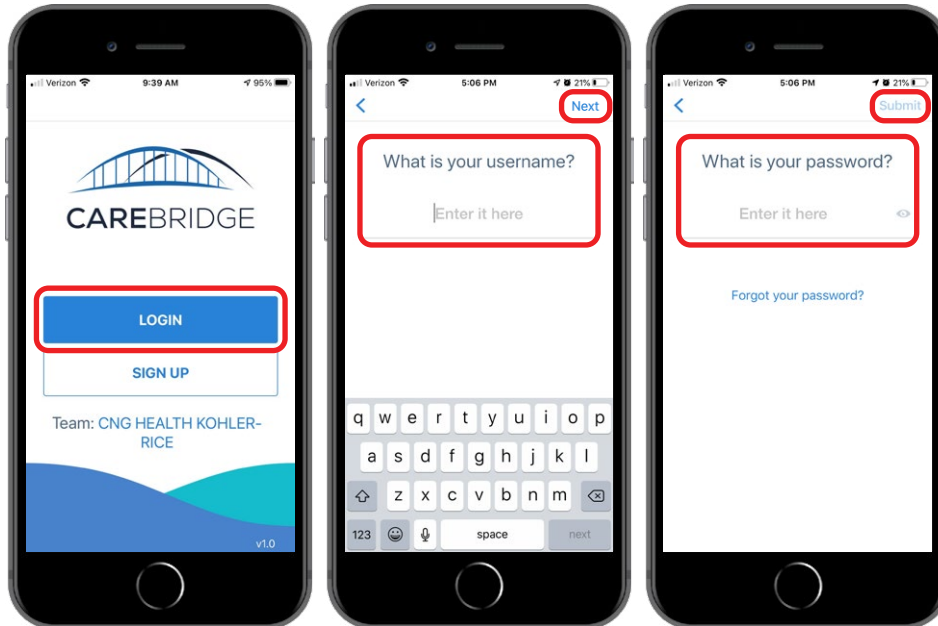 Verizon 9:39 AM 95%
CAREBRIDGE
LOGIN
SIGN UP
Team: CNG HEALTH KOHLER-
RICE
v1.0
Verizon 5:06 PM 21%
Next
What is your username?
Enter it here
q w e r t y u i o p
a s d f g h j k l
z x c v b n m
123 space next
Verizon 5:06 PM 21%
Submit
What is your password?
Enter it here
Forgot your password?